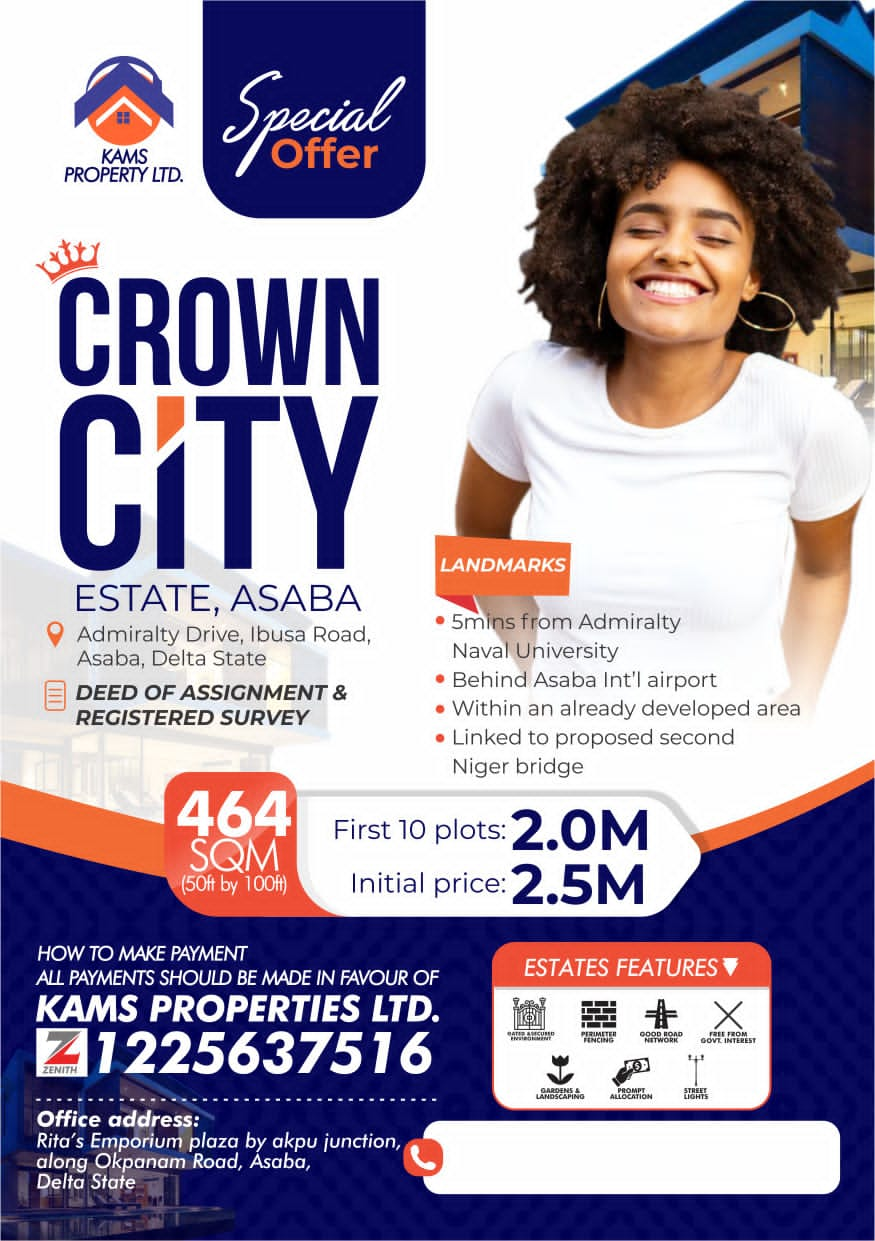 KAMS
PROPERTY LTD.
Special
Offer
CROWN
CITY
ESTATE, ASABA
Admiralty Drive, Ibusa Road,
Asaba, Delta State
DEED OF ASSIGNMENT &
REGISTERED SURVEY
LANDMARKS
• 5mins from Admiralty
Naval University
• Behind Asaba Int'l airport
• Within an already developed area
• Linked to proposed second
Niger bridge
464
SQM
(50ft by 100ft)
First 10 plots: 2.0M
Initial price: 2.5M
HOW TO MAKE PAYMENT
ALL PAYMENTS SHOULD BE MADE IN FAVOUR OF
KAMS PROPERTIES LTD.
ZENITH
1225637516
Office address:
Rita's Emporium plaza by akpu junction,
along Okpanam Road, Asaba,
Delta State
ESTATES FEATURES
GATED & SECURED
ENVIRONMENT
PERIMETER
FENCING
GOOD ROAD
NETWORK
FREE FROM
GOVT. INTEREST
GARDENS &
LANDSCAPING
PROMPT
ALLOCATION
STREET
LIGHTS